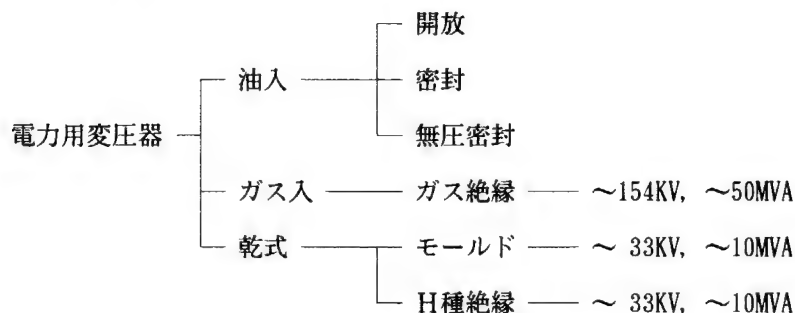 開放
油入 密封
電力用変圧器 無圧密封
ガス入 ガス絶縁 ～154KV, ～50MVA
乾式 モールド ～ 33KV, ～10MVA
H種絶縁 ～ 33KV, ～10MVA